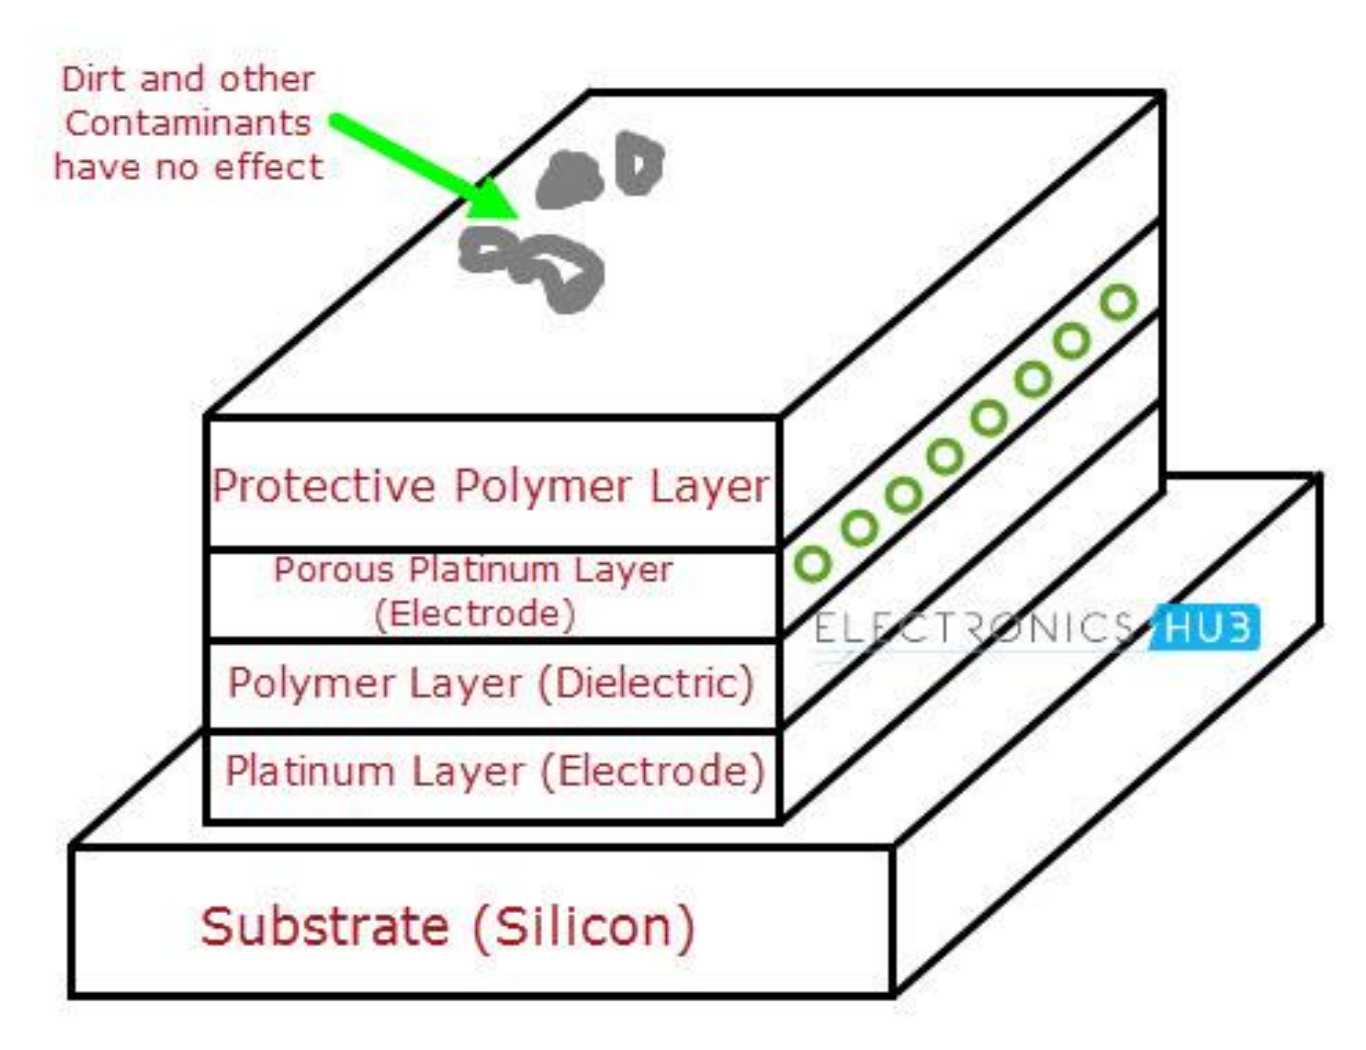 Dirt and other
Contaminants
have no effect
Protective Polymer Layer
Porous Platinum Layer
(Electrode)
ELECTRONICS HUB
Polymer Layer (Dielectric)
Platinum Layer (Electrode)
Substrate (Silicon)